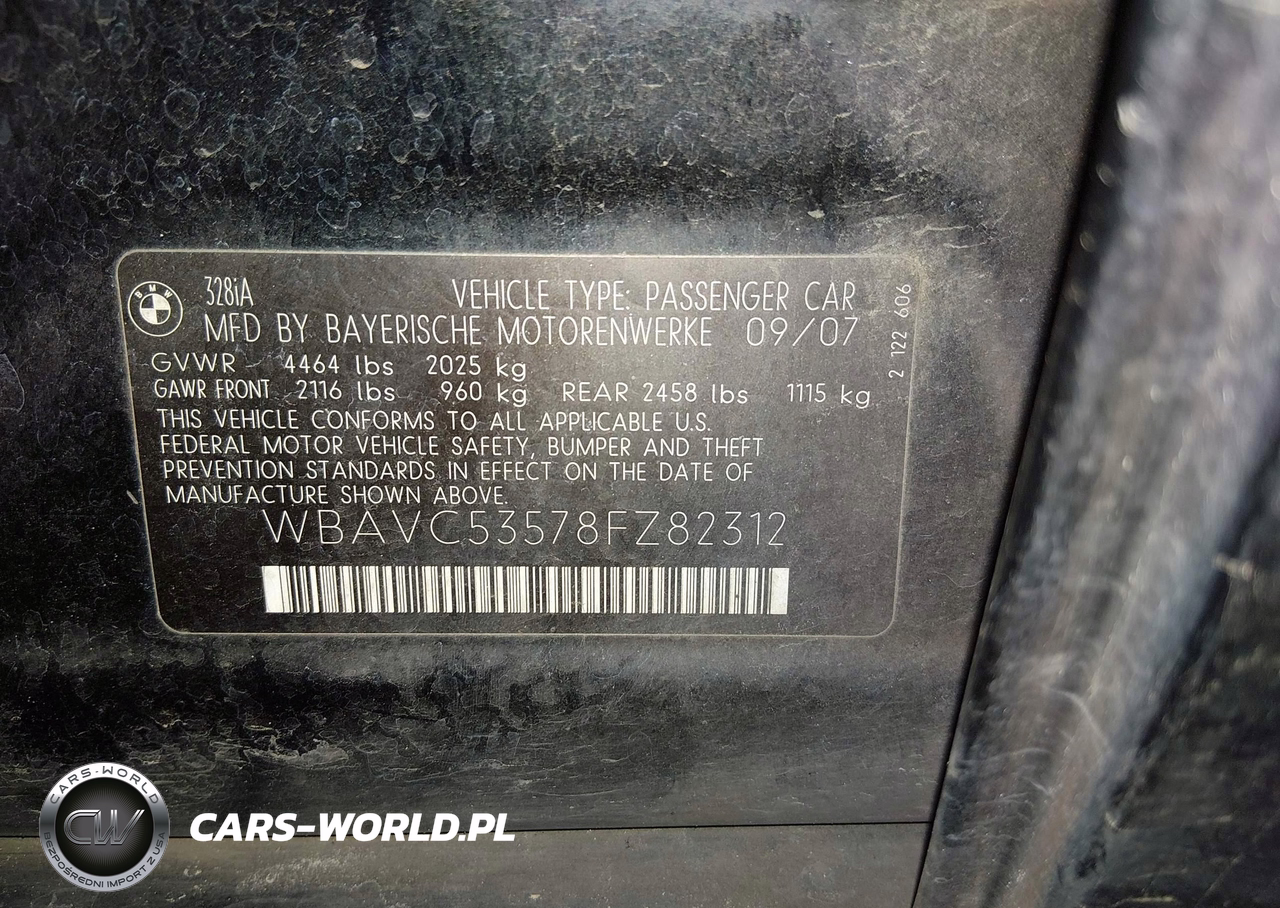 BMW
328iA VEHICLE TYPE: PASSENGER CAR
MFD BY BAYERISCHE MOTORENWERKE 09/07
GVWR 4464 lbs 2025 kg
GAWR FRONT 2116 lbs 960 kg REAR 2458 lbs 1115 kg
THIS VEHICLE CONFORMS TO ALL APPLICABLE U.S.
FEDERAL MOTOR VEHICLE SAFETY, BUMPER AND THEFT
PREVENTION STANDARDS IN EFFECT ON THE DATE OF
MANUFACTURE SHOWN ABOVE.
WBAVC53578FZ82312
2 122 606
CARS-WORLD
CW
BEZPOŚREDNI IMPORT Z USA
CARS-WORLD.PL